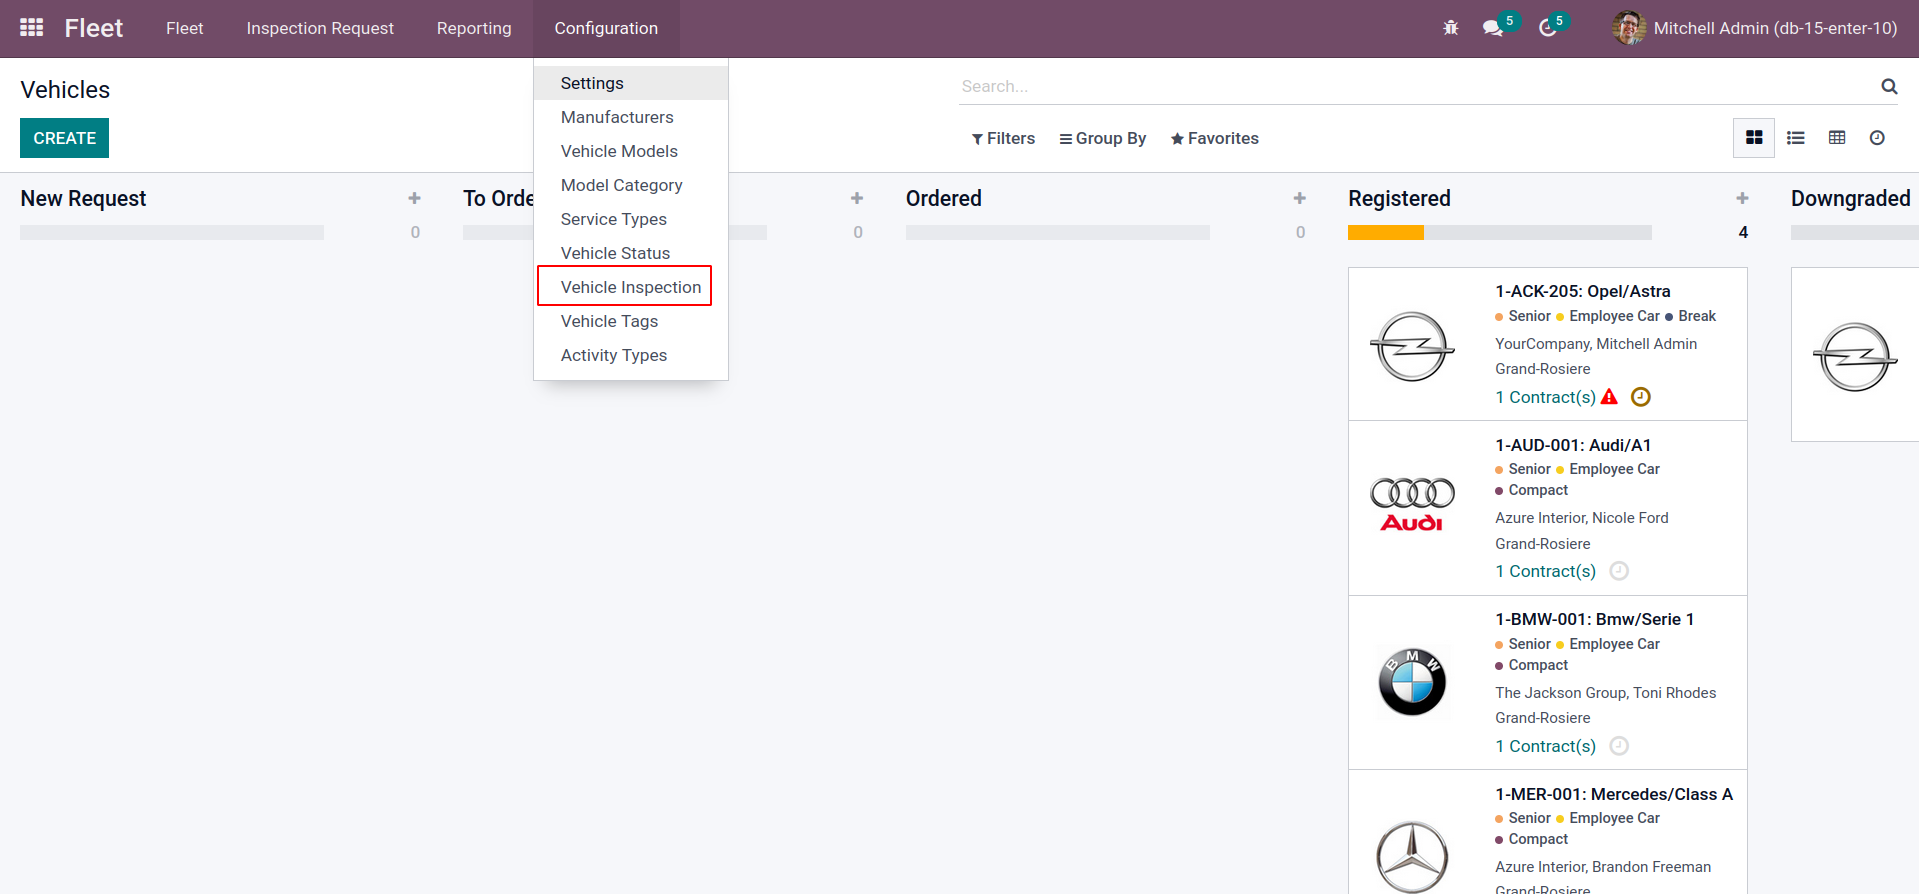 Fleet Fleet Inspection Request Reporting Configuration 5 5 Mitchell Admin (db-15-enter-10)
Vehicles
Search...
CREATE
Filters Group By Favorites
Settings
Manufacturers
Vehicle Models
Model Category
Service Types
Vehicle Status
Vehicle Inspection
Vehicle Tags
Activity Types
New Request
0
To Orde
0
Ordered
0
Registered
4
1-ACK-205: Opel/Astra
Senior Employee Car Break
YourCompany, Mitchell Admin
Grand-Rosiere
1 Contract(s)
Audi
1-AUD-001: Audi/A1
Senior Employee Car
Compact
Azure Interior, Nicole Ford
Grand-Rosiere
1 Contract(s)
BMW
1-BMW-001: Bmw/Serie 1
Senior Employee Car
Compact
The Jackson Group, Toni Rhodes
Grand-Rosiere
1 Contract(s)
1-MER-001: Mercedes/Class A
Senior Employee Car
Compact
Azure Interior, Brandon Freeman
Grand-Rosiere
Downgraded